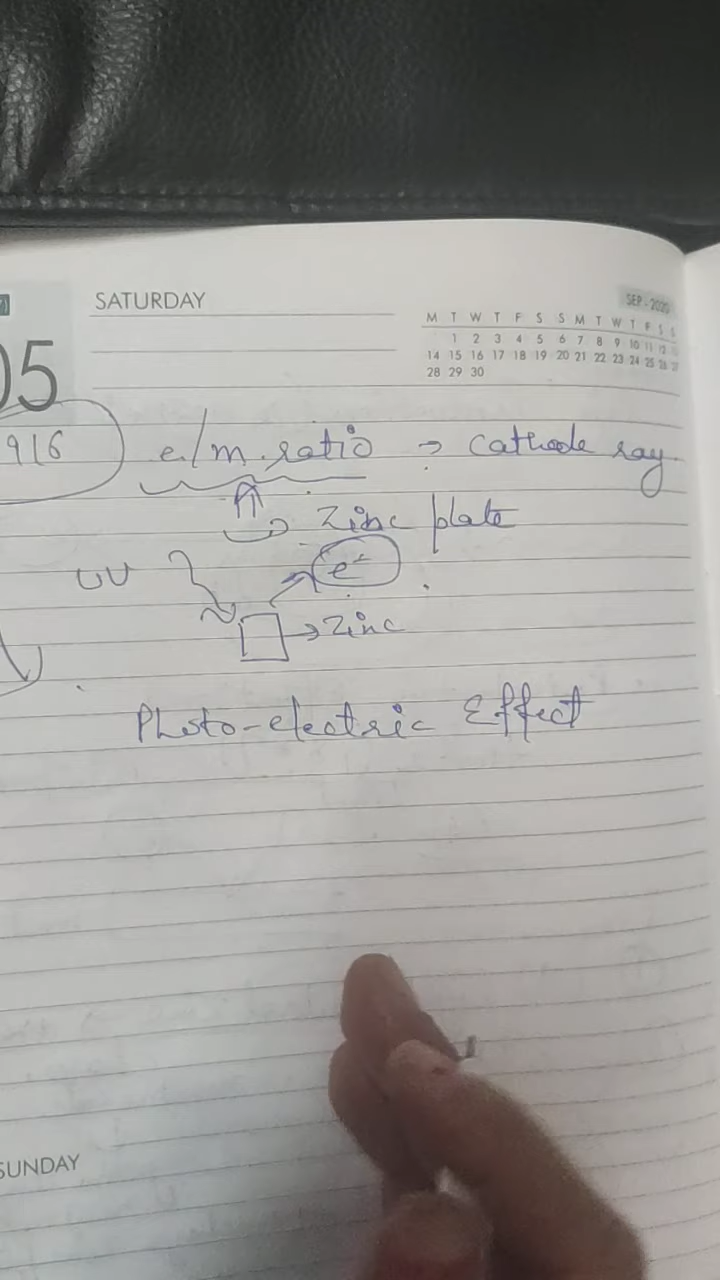 SEP - 2020
SATURDAY
M T W T F S S M T W T F S S
1 2 3 4 5 6 7 8 9 10 11 12 13
05
14 15 16 17 18 19 20 21 22 23 24 25 26 27
28 29 30
916 e/m. ratio → Cathode ray
→ Zinc plate
UV e-
→ Zinc
Photo-electric Effect
SUNDAY